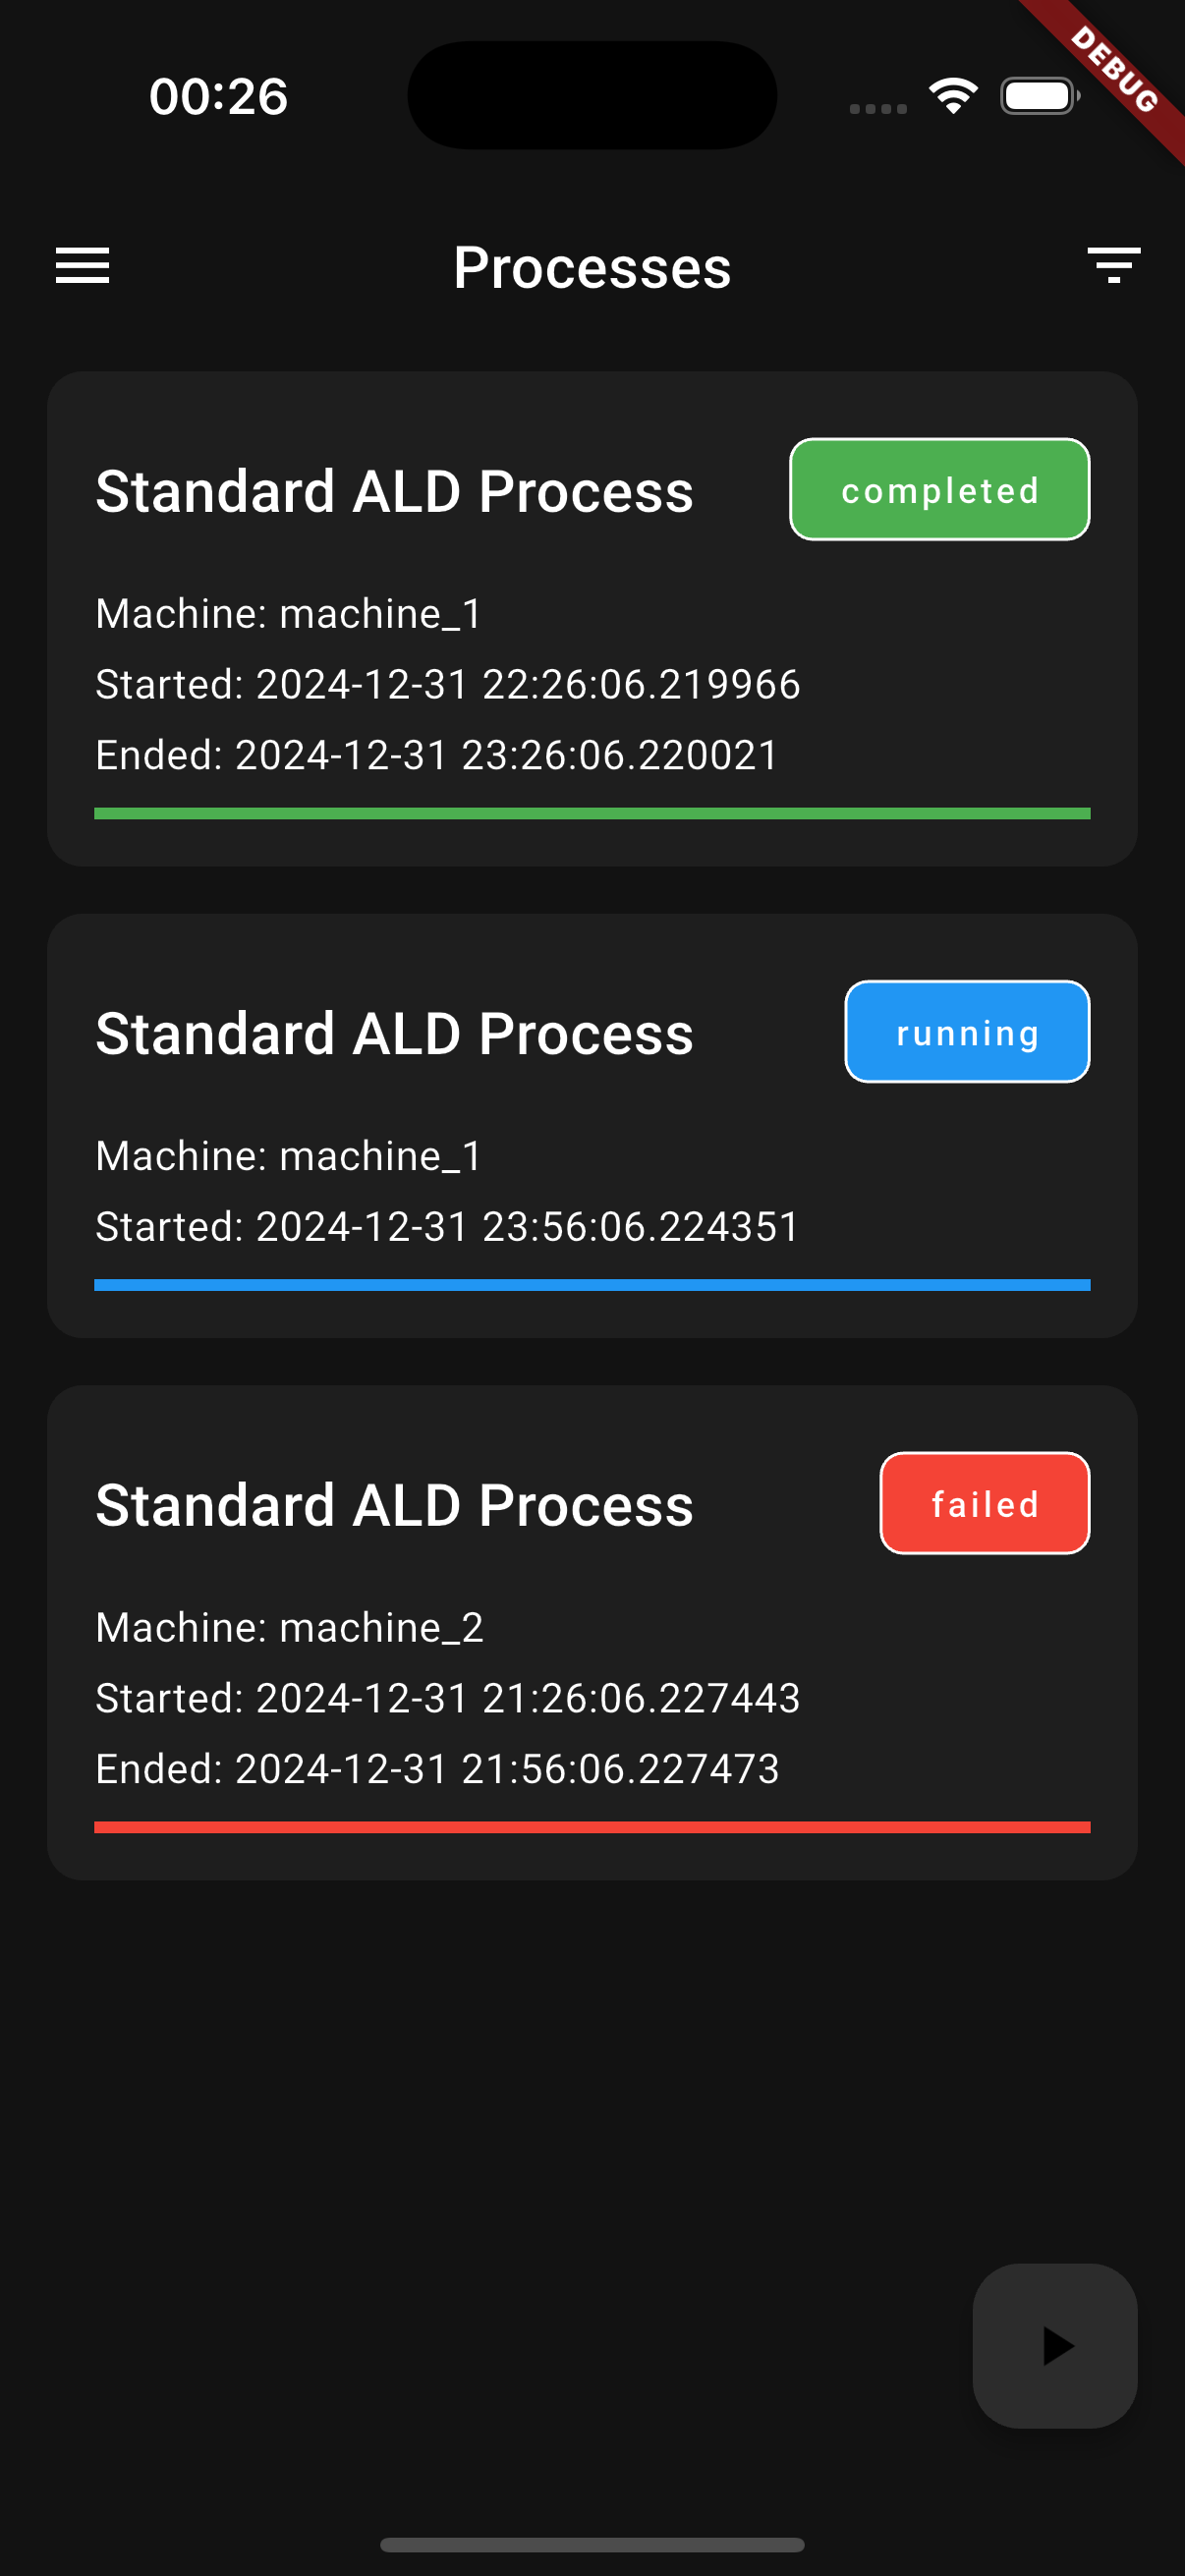 00:26
DEBUG
Processes
Standard ALD Process
completed
Machine: machine_1
Started: 2024-12-31 22:26:06.219966
Ended: 2024-12-31 23:26:06.220021
Standard ALD Process
running
Machine: machine_1
Started: 2024-12-31 23:56:06.224351
Standard ALD Process
failed
Machine: machine_2
Started: 2024-12-31 21:26:06.227443
Ended: 2024-12-31 21:56:06.227473